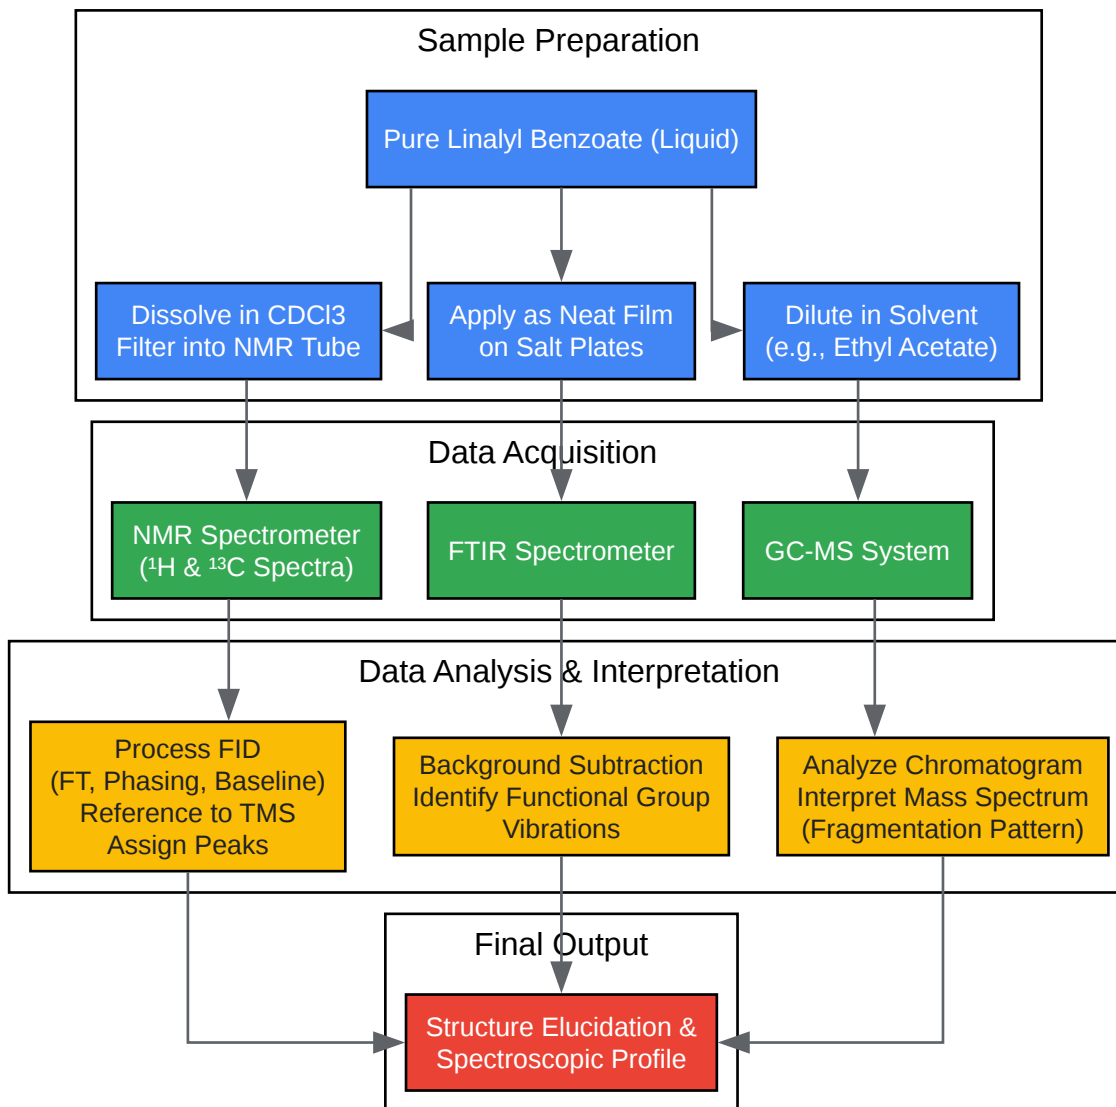 Sample Preparation
Pure Linalyl Benzoate (Liquid)
Dissolve in CDCl3
Filter into NMR Tube
Apply as Neat Film
on Salt Plates
Dilute in Solvent
(e.g., Ethyl Acetate)
Data Acquisition
NMR Spectrometer
(¹H & ¹³C Spectra)
FTIR Spectrometer
GC-MS System
Data Analysis & Interpretation
Process FID
(FT, Phasing, Baseline)
Reference to TMS
Assign Peaks
Background Subtraction
Identify Functional Group
Vibrations
Analyze Chromatogram
Interpret Mass Spectrum
(Fragmentation Pattern)
Final Output
Structure Elucidation &
Spectroscopic Profile